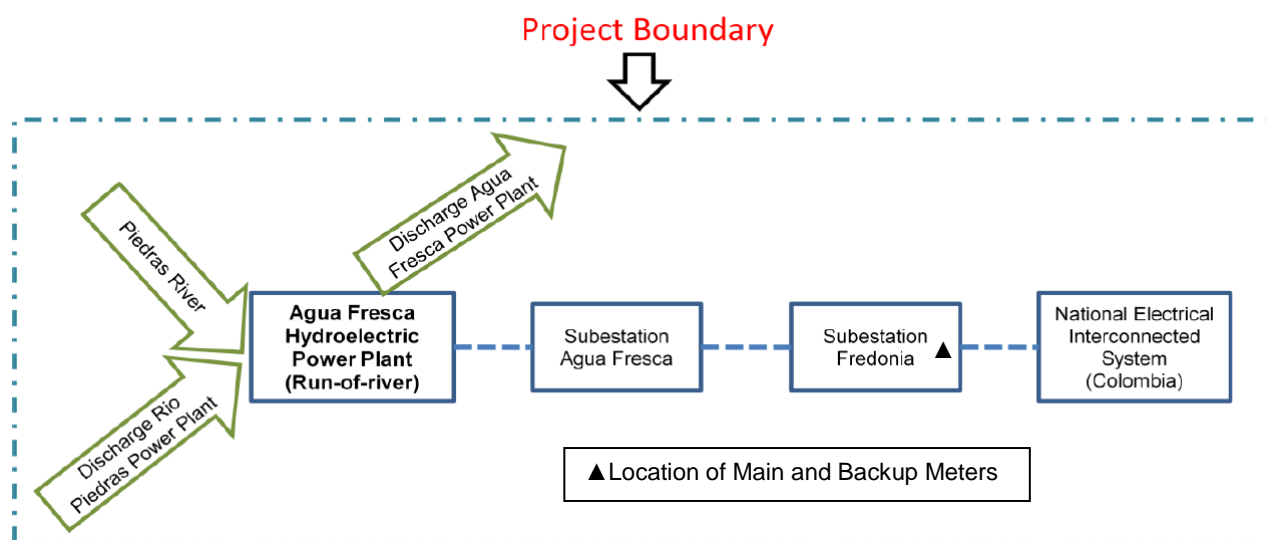 Project Boundary
Discharge Agua
Fresca Power Plant
Piedras River
Discharge Rio
Piedras Power Plant
Agua Fresca
Hydroelectric
Power Plant
(Run-of-river)
Subestation
Agua Fresca
Subestation
Fredonia ▲
National Electrical
Interconnected
System
(Colombia)
▲Location of Main and Backup Meters